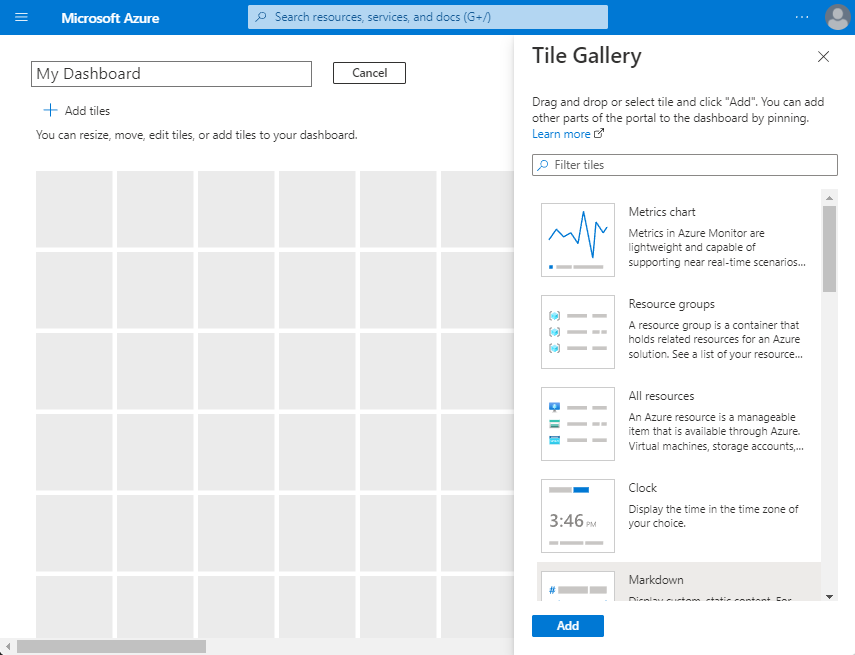 Microsoft Azure
Search resources, services, and docs (G+/)
My Dashboard
Cancel
Add tiles
You can resize, move, edit tiles, or add tiles to your dashboard.
Tile Gallery
Drag and drop or select tile and click "Add". You can add
other parts of the portal to the dashboard by pinning.
Learn more
Filter tiles
Metrics chart
Metrics in Azure Monitor are
lightweight and capable of
supporting near real-time scenarios...
Resource groups
A resource group is a container that
holds related resources for an Azure
solution. See a list of your resource...
All resources
An Azure resource is a manageable
item that is available through Azure.
Virtual machines, storage accounts,...
Clock
3:46 PM
Display the time in the time zone of
your choice.
Markdown
#
Display custom, static content. For
Add